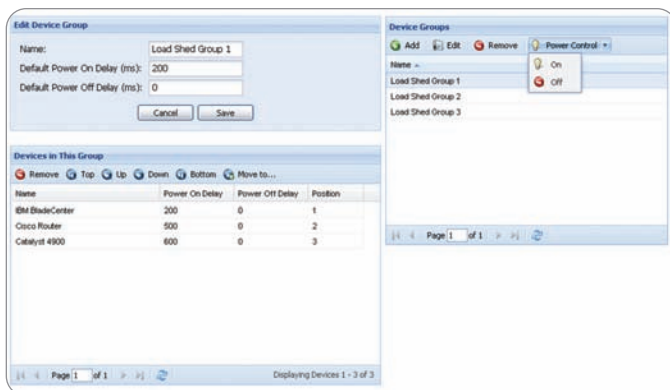 Edit Device Group
Name: Load Shed Group 1
Default Power On Delay (ms): 200
Default Power Off Delay (ms): 0
Cancel Save
Devices in This Group
Remove Top Up Down Bottom Move to...
Name Power On Delay Power Off Delay Position
IBM BladeCenter 200 0 1
Cisco Router 500 0 2
Catalyst 4900 600 0 3
Page 1 of 1 Displaying Devices 1 - 3 of 3
Device Groups
Add Edit Remove Power Control
Name
On
Off
Load Shed Group 1
Load Shed Group 2
Load Shed Group 3
Page 1 of 1